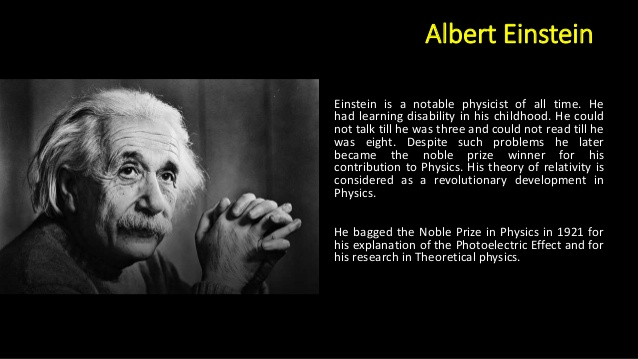 Albert Einstein
Einstein is a notable physicist of all time. He
had learning disability in his childhood. He could
not talk till he was three and could not read till he
was eight. Despite such problems he later
became the noble prize winner for his
contribution to Physics. His theory of relativity is
considered as a revolutionary development in
Physics.
He bagged the Noble Prize in Physics in 1921 for
his explanation of the Photoelectric Effect and for
his research in Theoretical physics.